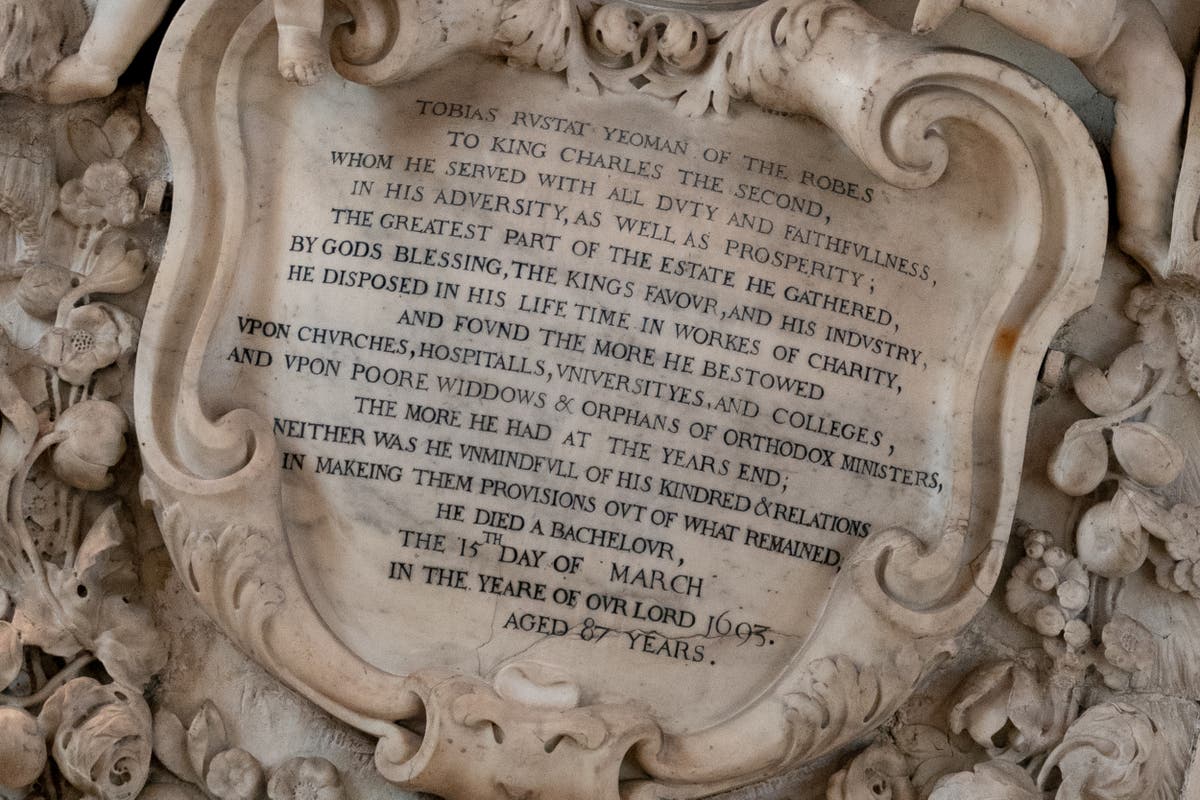 TOBIAS RVSTAT YEOMAN OF THE ROBES
TO KING CHARLES THE SECOND,
WHOM HE SERVED WITH ALL DVTY AND FAITHFVLLNESS,
IN HIS ADVERSITY, AS WELL AS PROSPERITY;
THE GREATEST PART OF THE ESTATE HE GATHERED,
BY GODS BLESSING, THE KINGS FAVOVR, AND HIS INDVSTRY,
HE DISPOSED IN HIS LIFE TIME IN WORKES OF CHARITY,
AND FOVND THE MORE HE BESTOWED
VPON CHVRCHES, HOSPITALLS, VNIVERSITYES, AND COLLEGES,
AND VPON POORE WIDDOWS & ORPHANS OF ORTHODOX MINISTERS,
THE MORE HE HAD AT THE YEARS END;
NEITHER WAS HE VNMINDFVLL OF HIS KINDRED & RELATIONS
IN MAKEING THEM PROVISIONS OVT OF WHAT REMAINED,
HE DIED A BACHELOVR,
THE 15TH DAY OF MARCH
IN THE YEARE OF OVR LORD 1693.
AGED 87 YEARS.